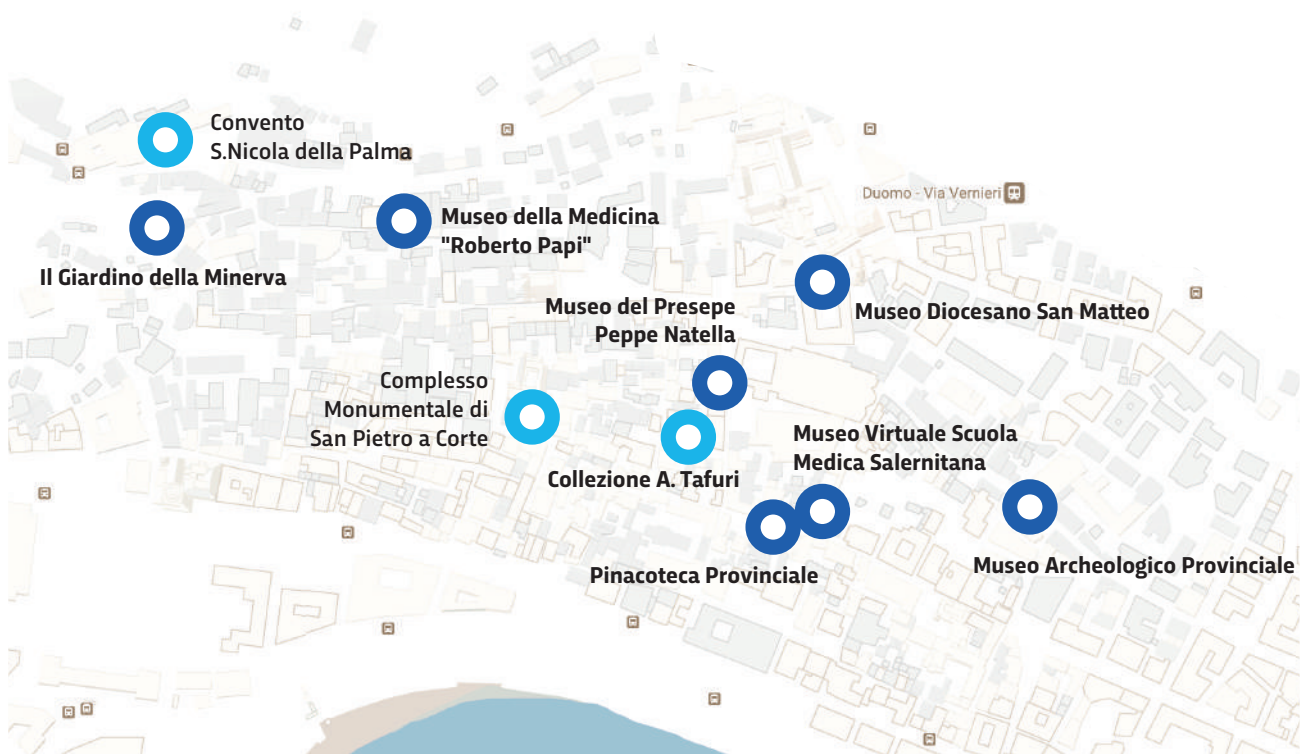 Convento
S.Nicola della Palma
Duomo - Via Vernieri
Museo della Medicina
"Roberto Papi"
Il Giardino della Minerva
Museo del Presepe
Peppe Natella
Museo Diocesano San Matteo
Complesso
Monumentale di
San Pietro a Corte
Museo Virtuale Scuola
Medica Salernitana
Collezione A. Tafuri
Pinacoteca Provinciale
Museo Archeologico Provinciale